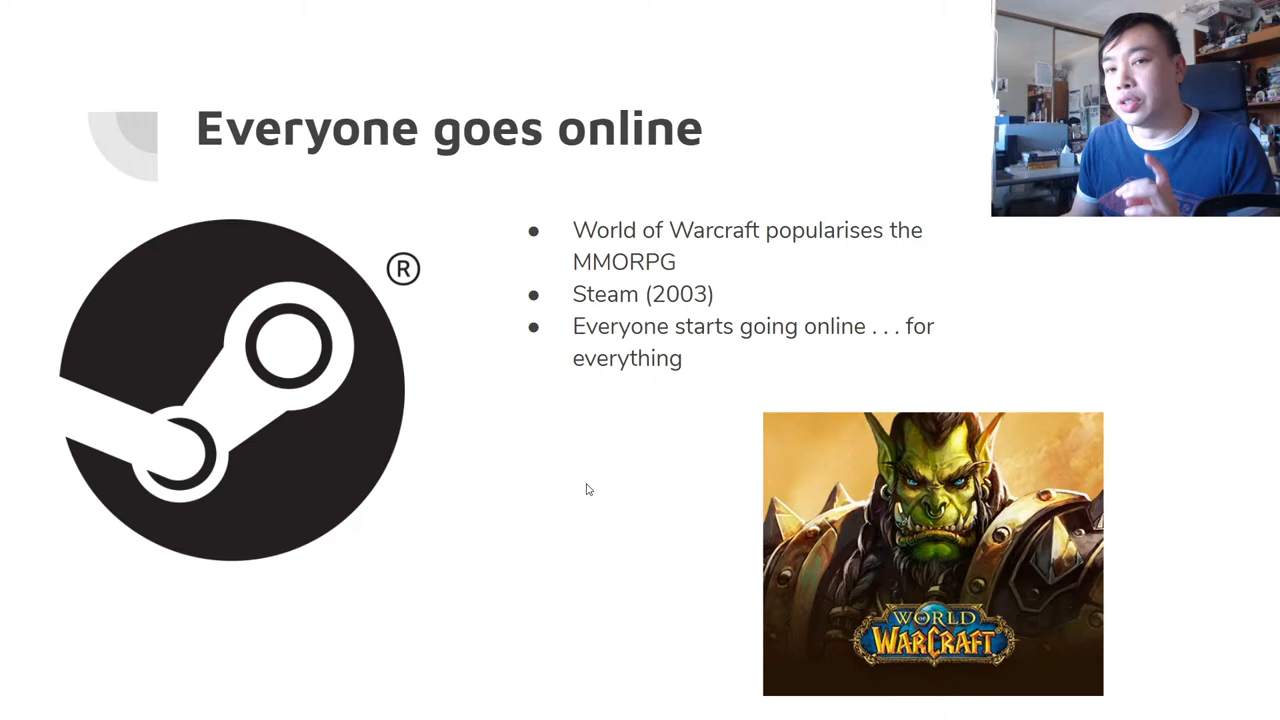 Everyone goes online
®
● World of Warcraft popularises the
MMORPG
● Steam (2003)
● Everyone starts going online . . . for
everything
WORLD
OF
WARCRAFT